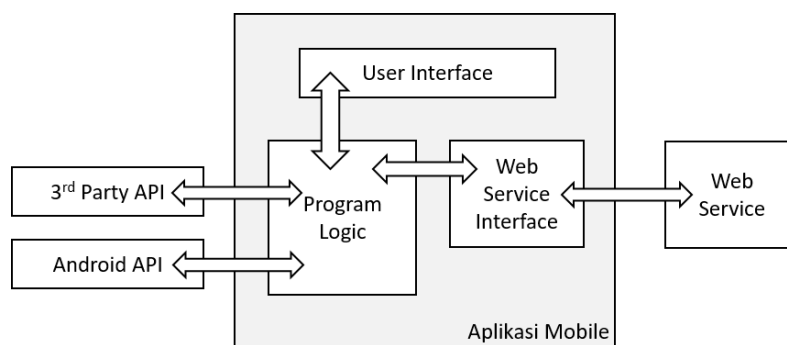 User Interface
3rd Party API
Program
Logic
Web
Service
Interface
Web
Service
Android API
Aplikasi Mobile